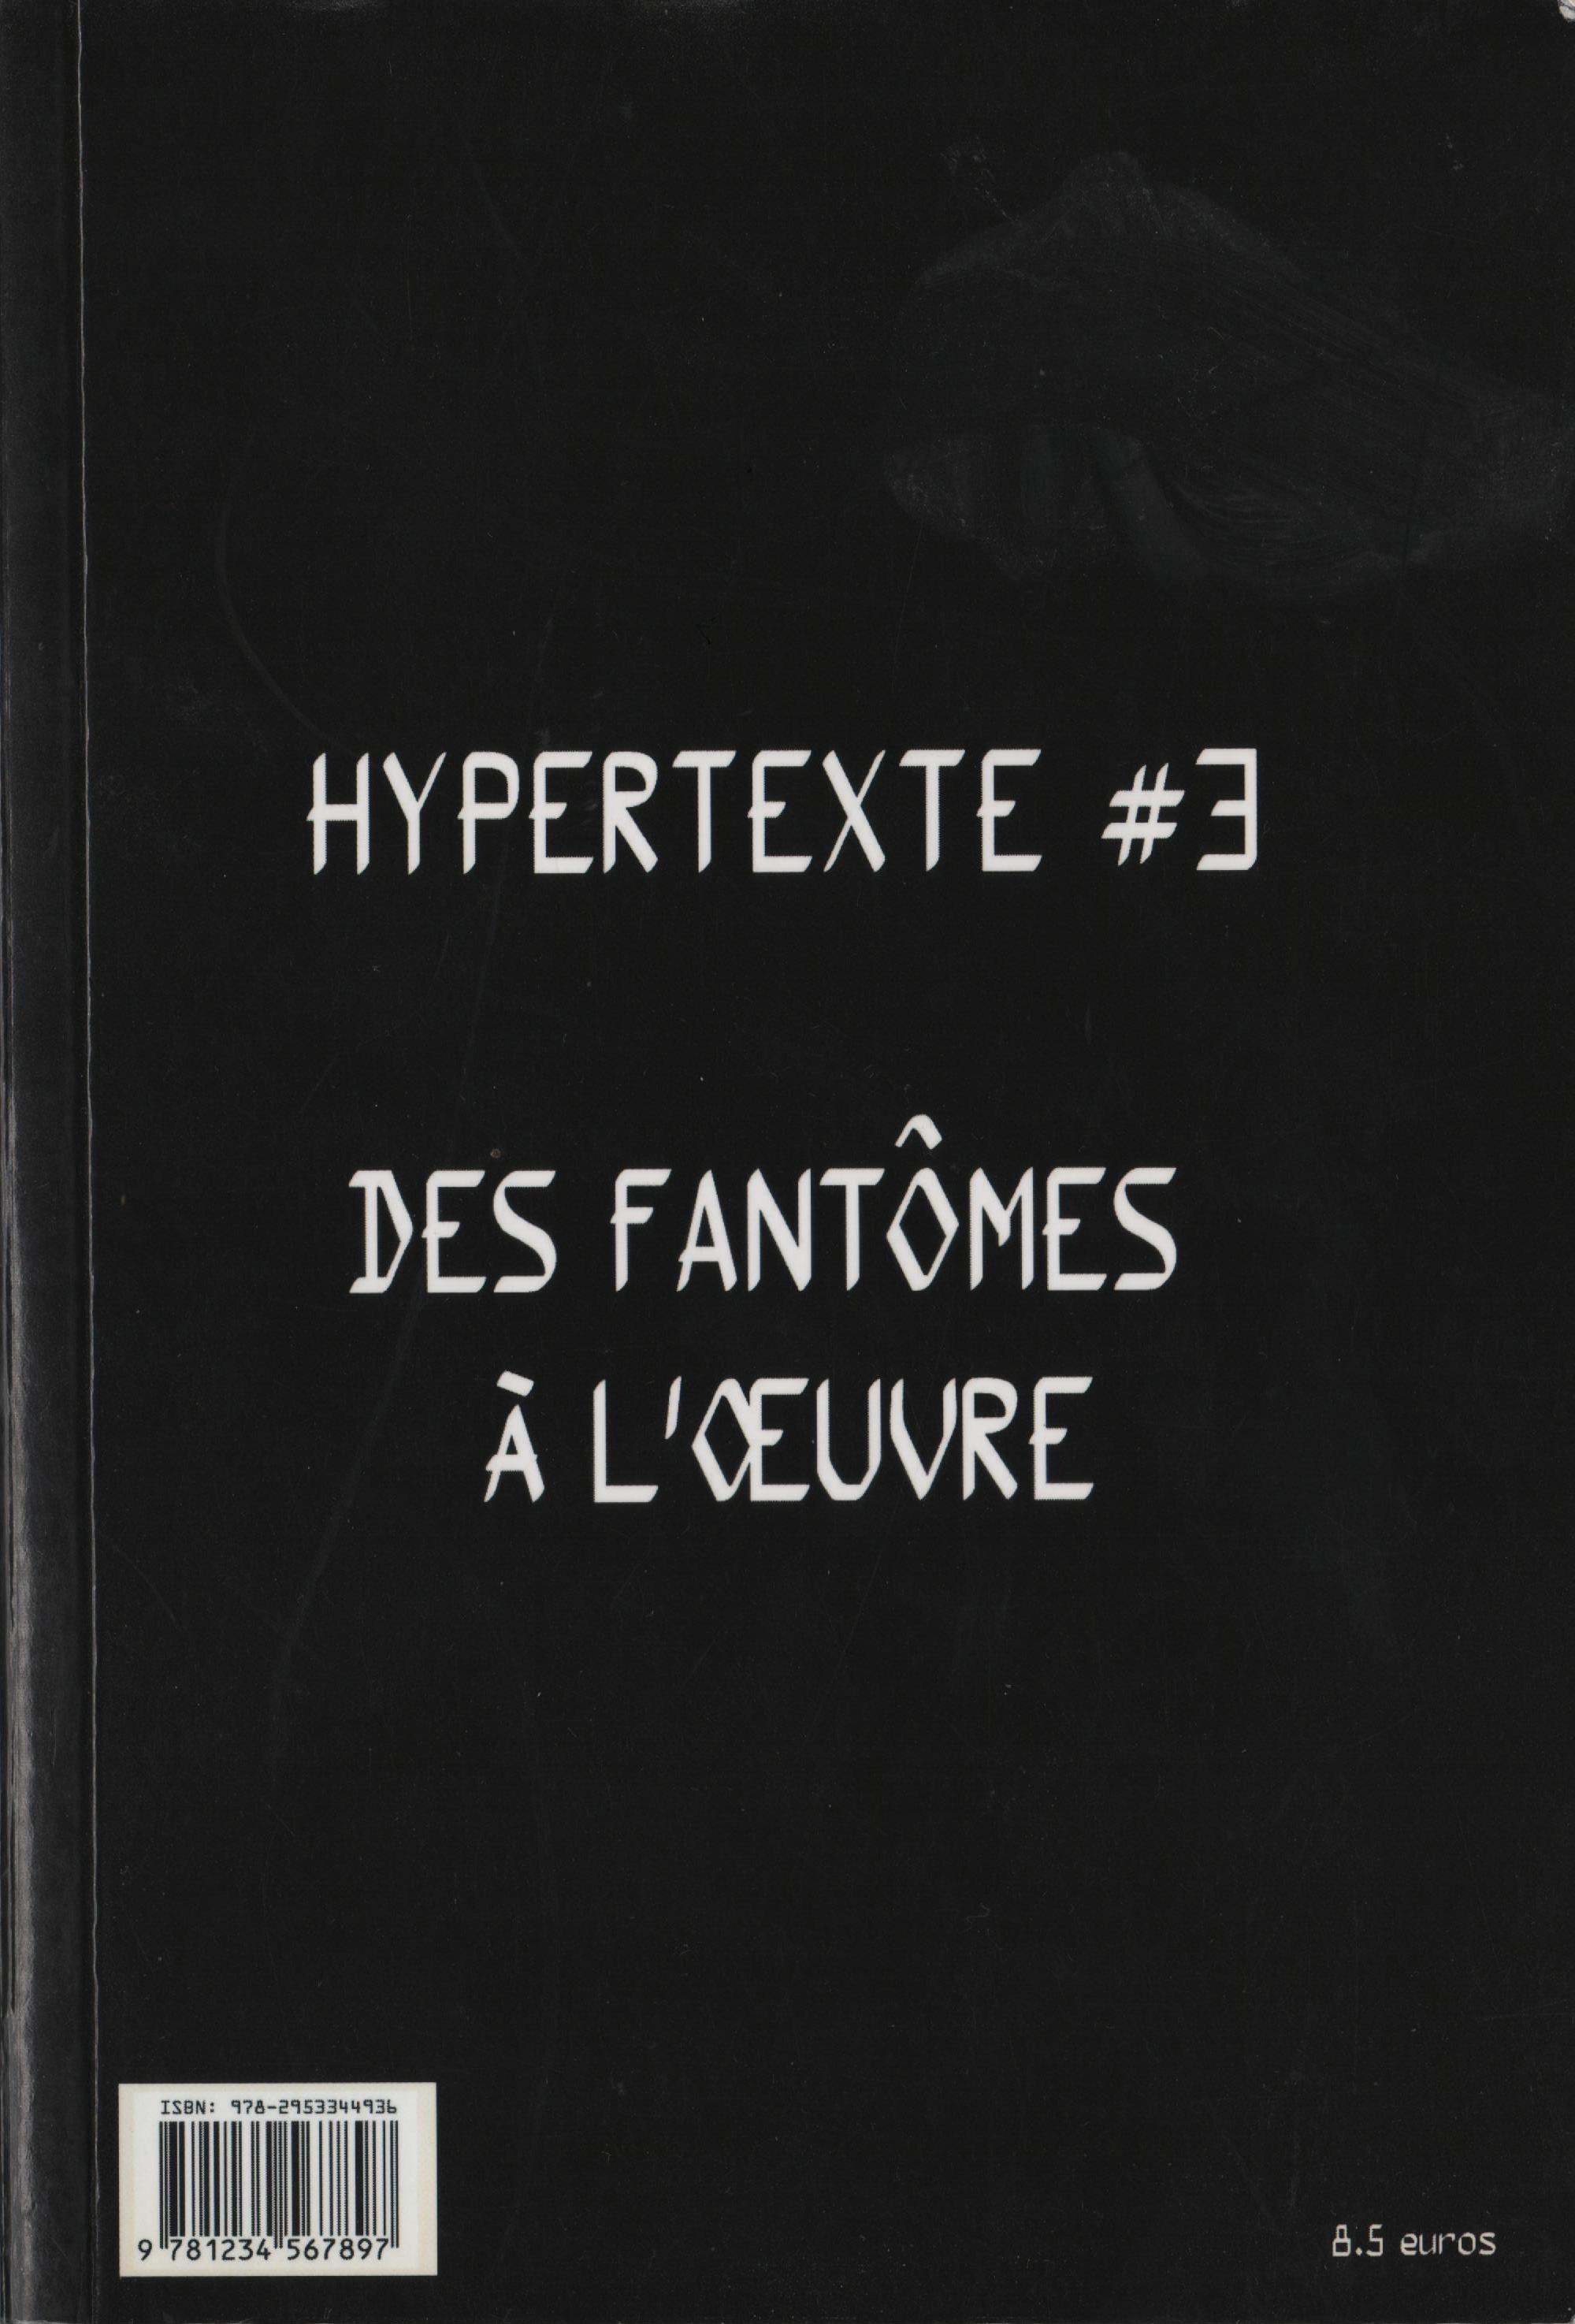 HYPERTEXTE #3
DES FANTÔMES
À L'ŒUVRE
ISBN: 978-2953344936
9 781234 567897
8.5 euros